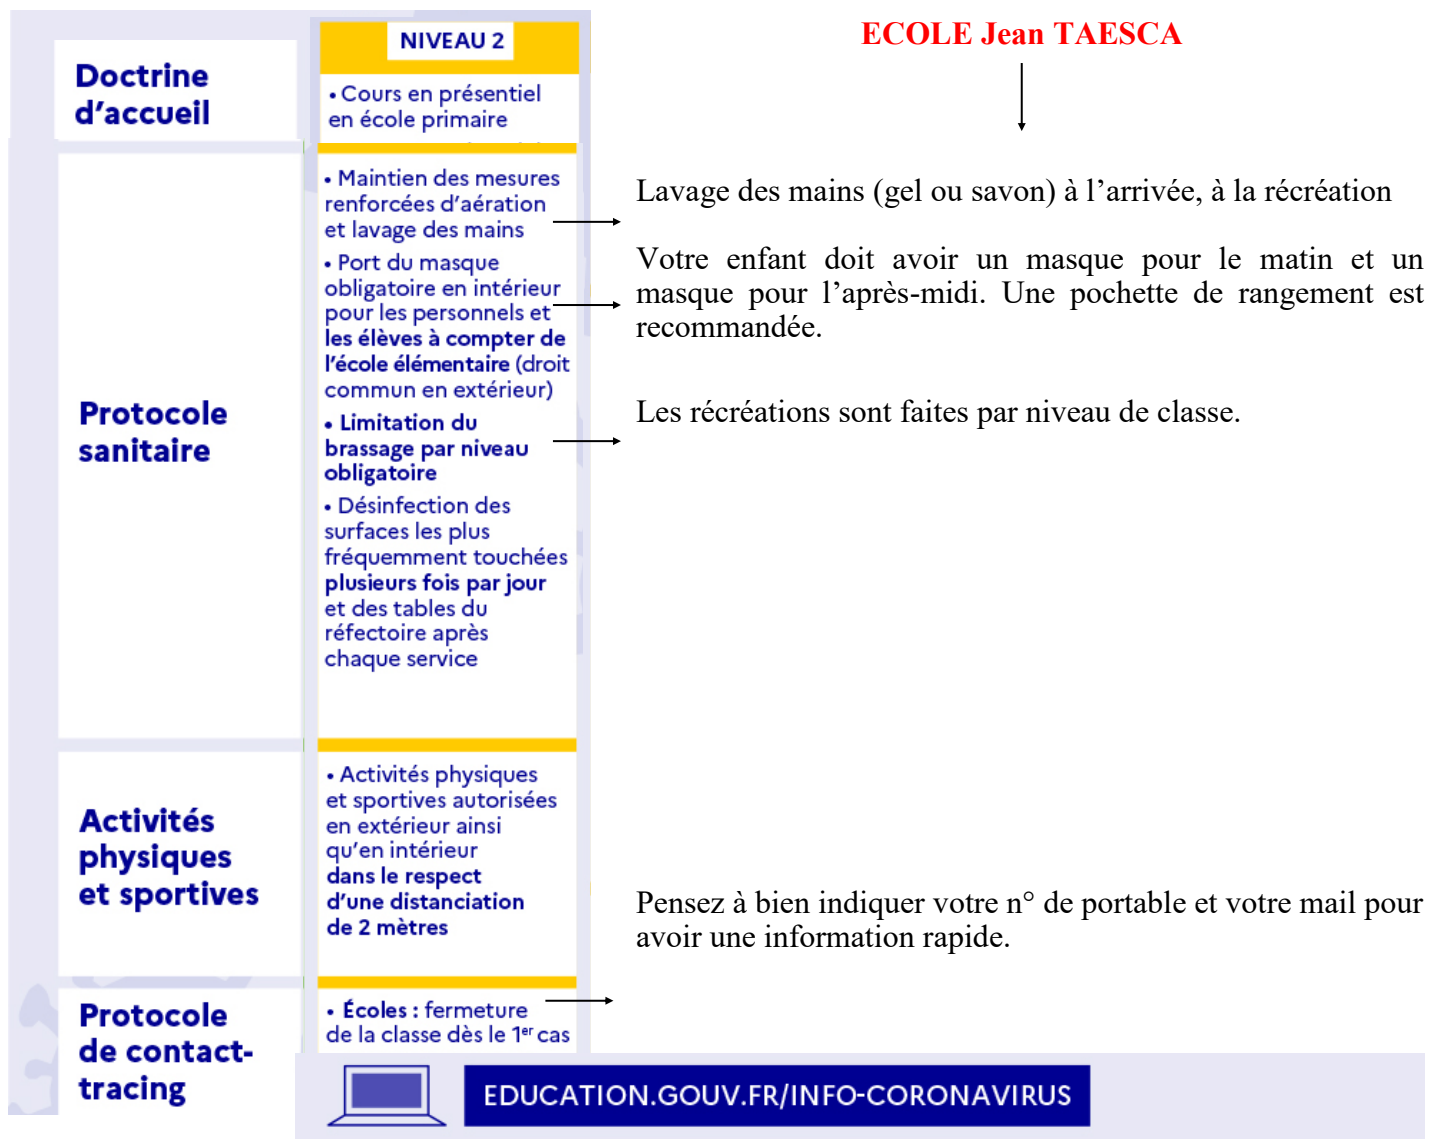 ECOLE Jean TAESCA
NIVEAU 2
Doctrine
d’accueil
• Cours en présentiel
en école primaire
Protocole
sanitaire
• Maintien des mesures
renforcées d’aération
et lavage des mains
Lavage des mains (gel ou savon) à l’arrivée, à la récréation
• Port du masque
obligatoire en intérieur
pour les personnels et
les élèves à compter de
l’école élémentaire (droit
commun en extérieur)
Votre enfant doit avoir un masque pour le matin et un
masque pour l’après-midi. Une pochette de rangement est
recommandée.
• Limitation du
brassage par niveau
obligatoire
Les récréations sont faites par niveau de classe.
• Désinfection des
surfaces les plus
fréquemment touchées
plusieurs fois par jour
et des tables du
réfectoire après
chaque service
Activités
physiques
et sportives
• Activités physiques
et sportives autorisées
en extérieur ainsi
qu’en intérieur
dans le respect
d’une distanciation
de 2 mètres
Protocole
de contact-
tracing
• Écoles : fermeture
de la classe dès le 1er cas
Pensez à bien indiquer votre n° de portable et votre mail pour
avoir une information rapide.
EDUCATION.GOUV.FR/INFO-CORONAVIRUS